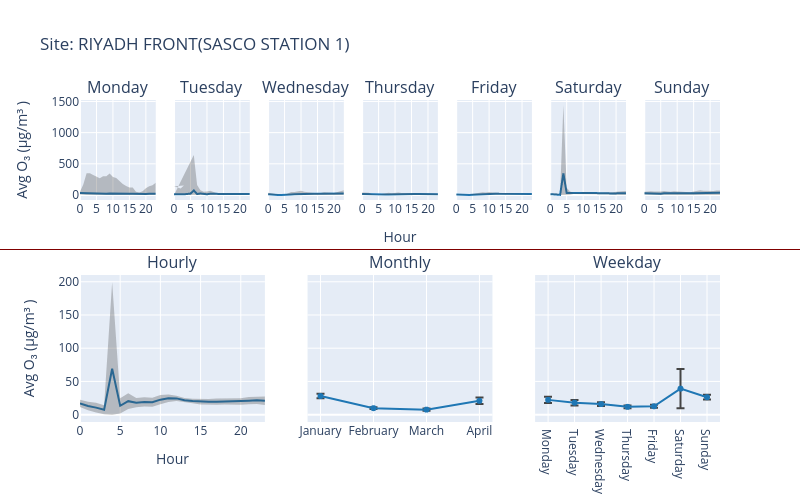 Site: RIYADH FRONT(SASCO STATION 1)
Monday Tuesday Wednesday Thursday Friday Saturday Sunday
Avg O₃ (µg/m³ )
1500
1000
500
0
0 5 10 15 20 0 5 10 15 20 0 5 10 15 20 0 5 10 15 20 0 5 10 15 20 0 5 10 15 20 0 5 10 15 20
Hour
Hourly Monthly Weekday
Avg O₃ (µg/m³ )
200
150
100
50
0
0 5 10 15 20
Hour
January February March April
Monday
Tuesday
Wednesday
Thursday
Friday
Saturday
Sunday